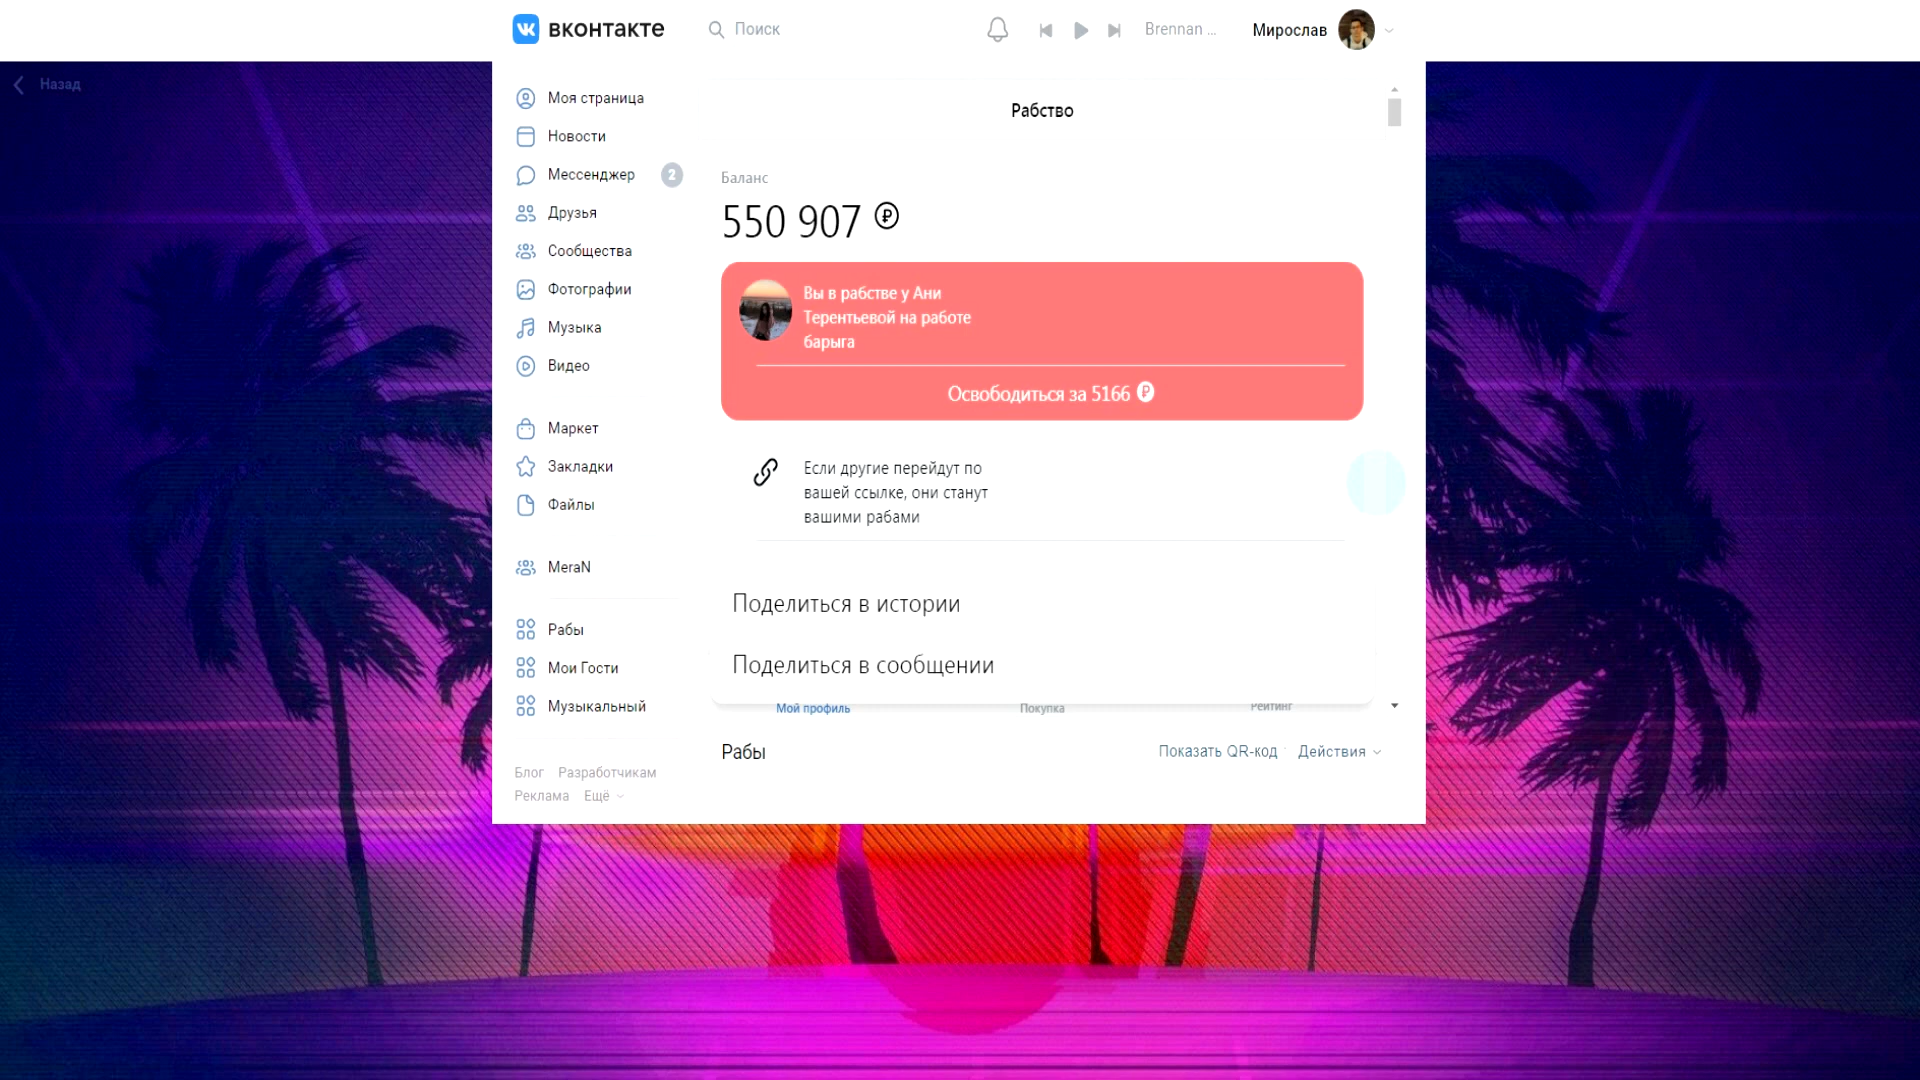 вконтакте
Поиск
Brennan ...
Мирослав
Назад
Моя страница
Новости
Мессенджер
2
Друзья
Сообщества
Фотографии
Музыка
Видео
Маркет
Закладки
Файлы
MeraN
Рабы
Мои Гости
Музыкальный
Блог Разработчикам
Реклама Ещё
Рабство
Баланс
550 907 ₽
Вы в рабстве у Ани
Терентьевой на работе
барыга
Освободиться за 5166 ₽
Если другие перейдут по
вашей ссылке, они станут
вашими рабами
Поделиться в истории
Поделиться в сообщении
Мой профиль
Покупка
Рейтинг
Рабы
Показать QR-код
Действия